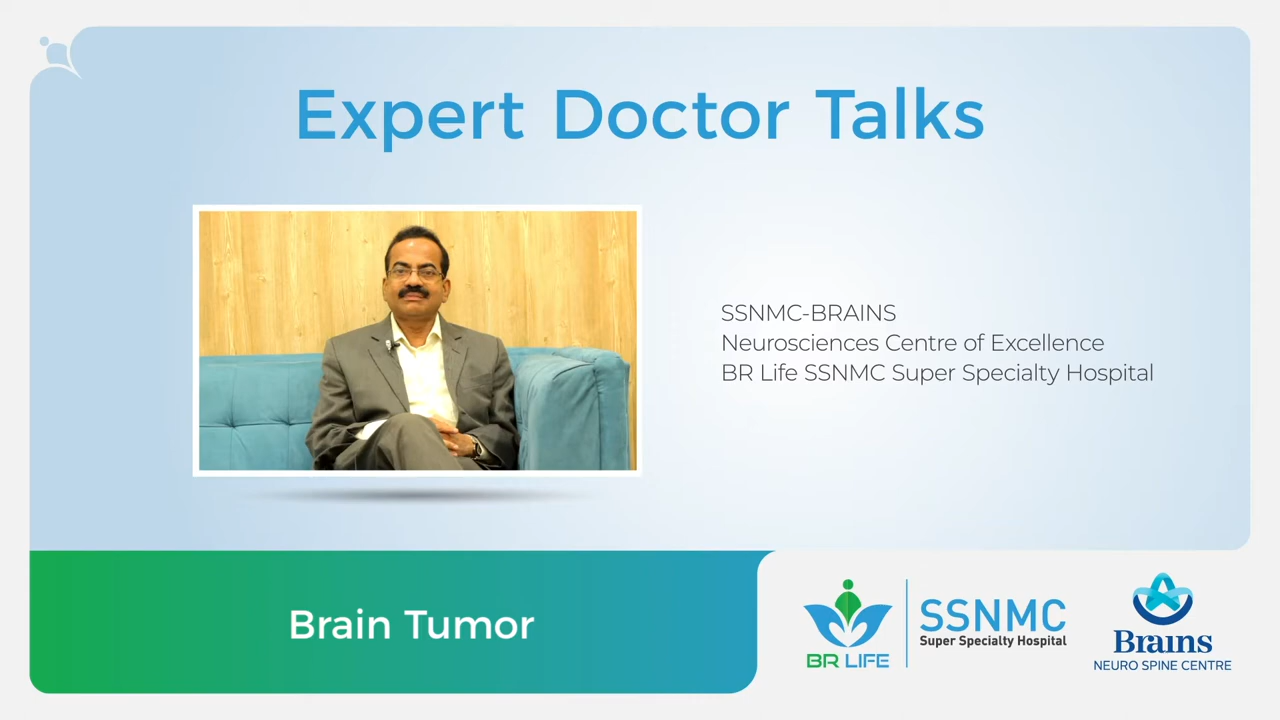 Expert Doctor Talks
SSNMC-BRAINS
Neurosciences Centre of Excellence
BR Life SSNMC Super Specialty Hospital
Brain Tumor
BR LIFE
SSNMC
Super Specialty Hospital
Brains
NEURO SPINE CENTRE